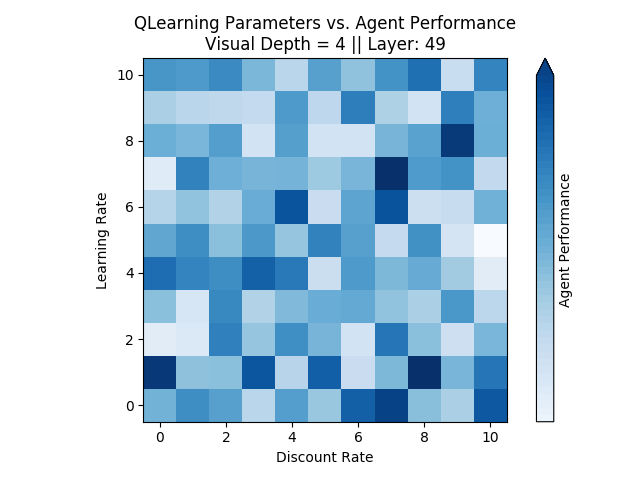 QLearning Parameters vs. Agent Performance
Visual Depth = 4 || Layer: 49
10
8
6
4
2
0
Learning Rate
0 2 4 6 8 10
Discount Rate
Agent Performance